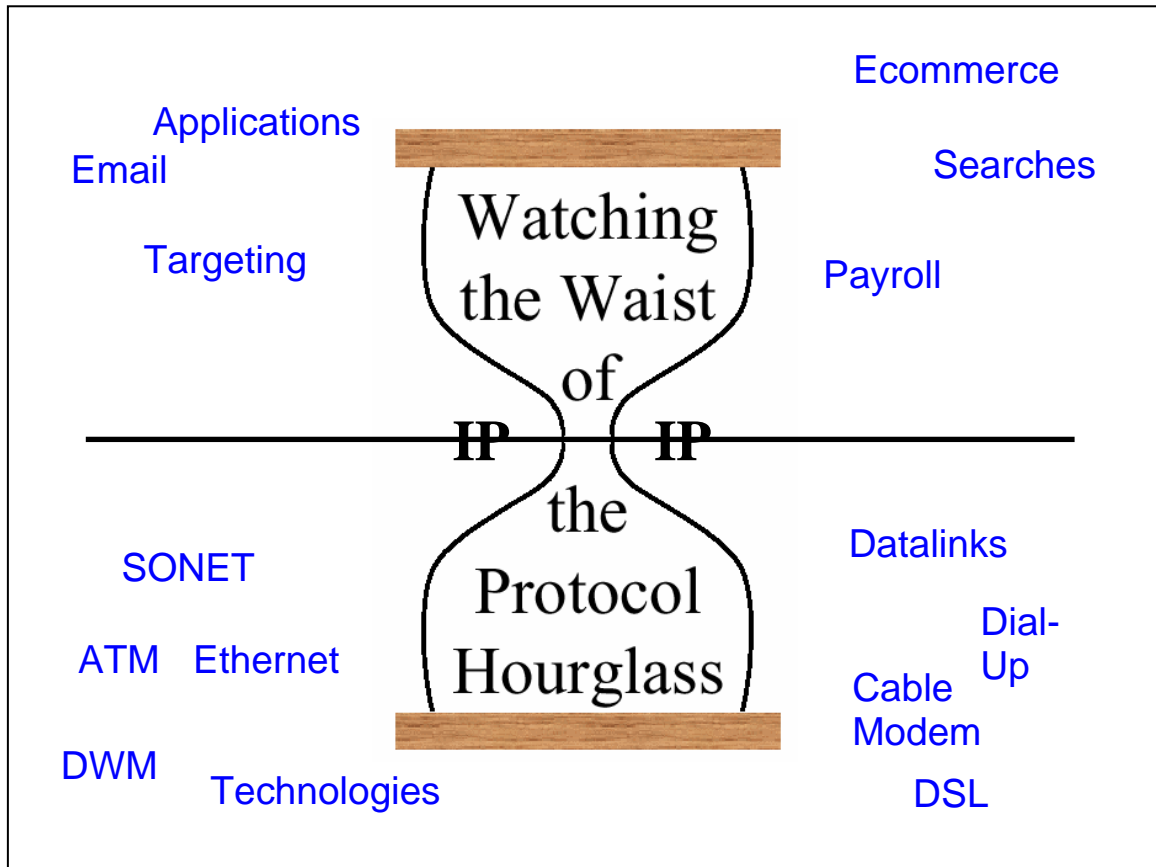 Ecommerce
Applications
Email
Searches
Targeting
Payroll
Watching
the Waist
of
IP
IP
the
Protocol
Hourglass
SONET
ATM
Ethernet
DWM
Technologies
Datalinks
Dial-
Up
Cable
Modem
DSL